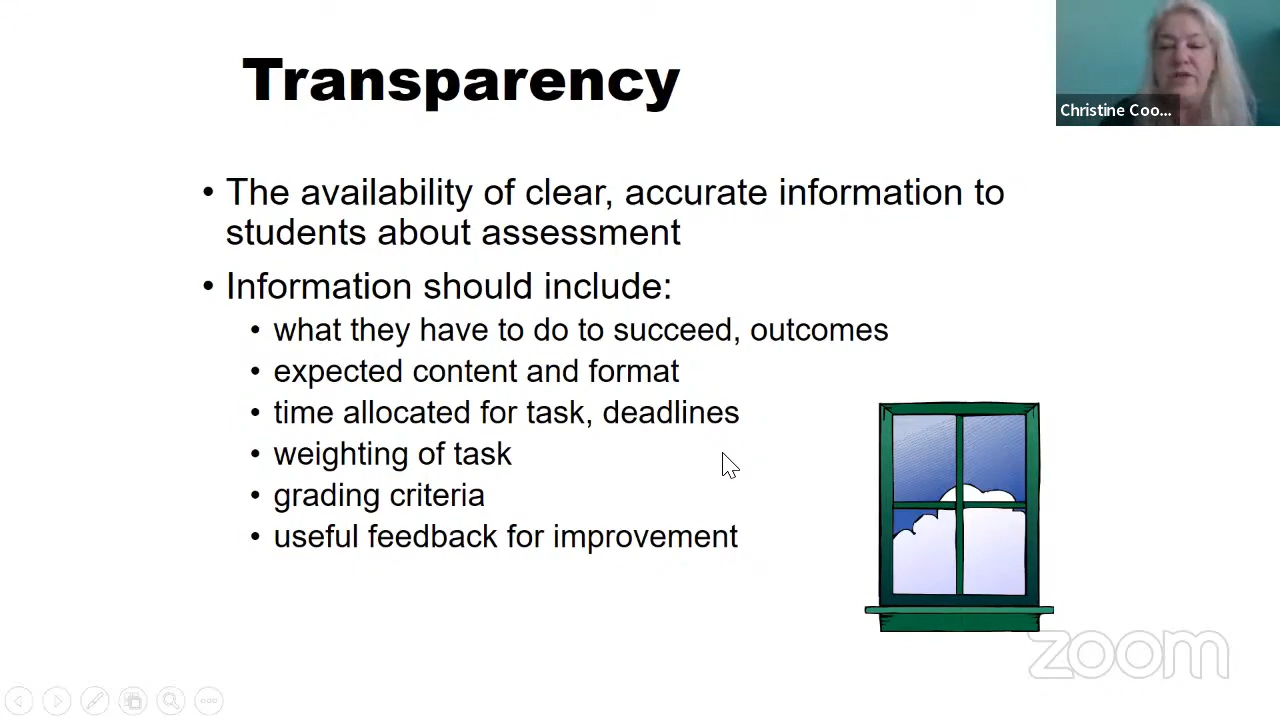 Transparency
Christine Coo...
• The availability of clear, accurate information to
students about assessment
• Information should include:
• what they have to do to succeed, outcomes
• expected content and format
• time allocated for task, deadlines
• weighting of task
• grading criteria
• useful feedback for improvement
zoom